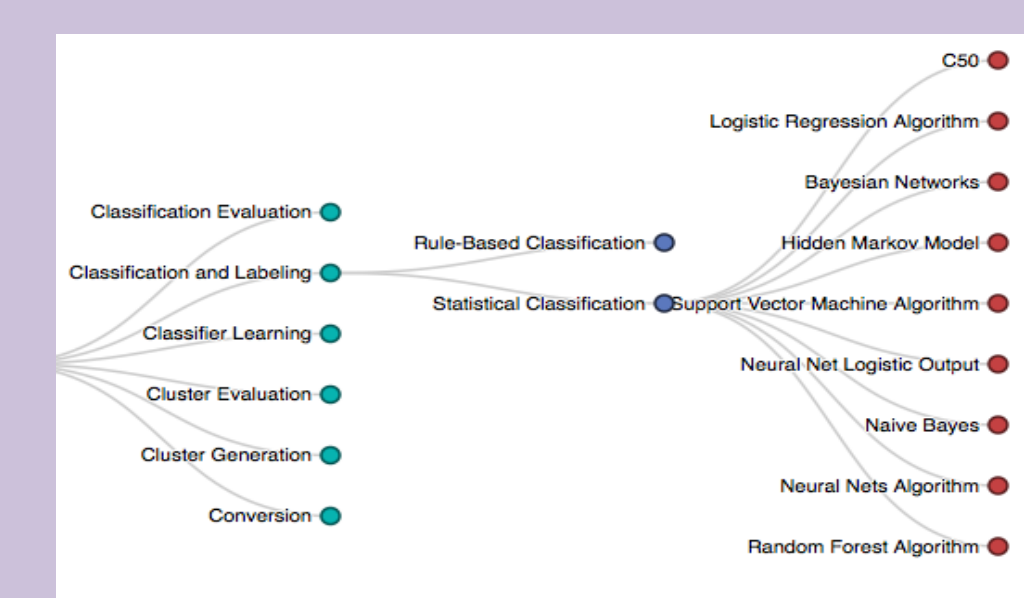 Classification Evaluation
Classification and Labeling
Classifier Learning
Cluster Evaluation
Cluster Generation
Conversion
Rule-Based Classification
Statistical Classification
C50
Logistic Regression Algorithm
Bayesian Networks
Hidden Markov Model
Support Vector Machine Algorithm
Neural Net Logistic Output
Naive Bayes
Neural Nets Algorithm
Random Forest Algorithm